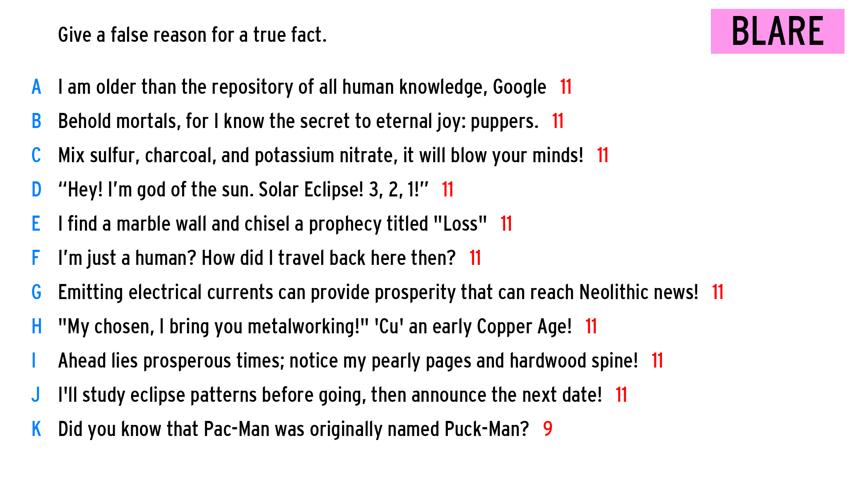 Give a false reason for a true fact.
BLARE
A I am older than the repository of all human knowledge, Google 11
B Behold mortals, for I know the secret to eternal joy: puppers. 11
C Mix sulfur, charcoal, and potassium nitrate, it will blow your minds! 11
D “Hey! I’m god of the sun. Solar Eclipse! 3, 2, 1!” 11
E I find a marble wall and chisel a prophecy titled "Loss" 11
F I’m just a human? How did I travel back here then? 11
G Emitting electrical currents can provide prosperity that can reach Neolithic news! 11
H "My chosen, I bring you metalworking!" 'Cu' an early Copper Age! 11
I Ahead lies prosperous times; notice my pearly pages and hardwood spine! 11
J I'll study eclipse patterns before going, then announce the next date! 11
K Did you know that Pac-Man was originally named Puck-Man? 9